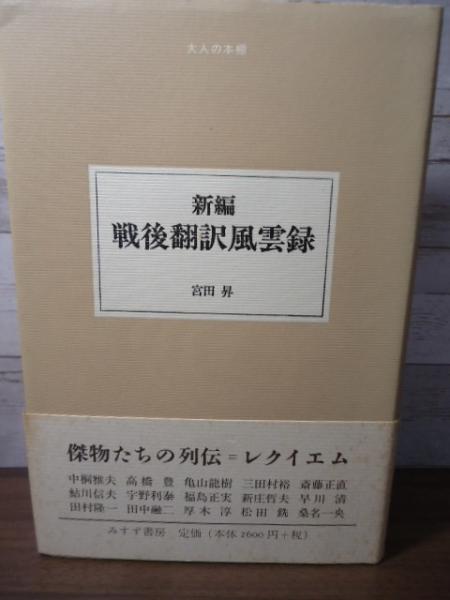 大人の本棚
新編
戦後翻訳風雲録
宮田 昇
傑物たちの列伝=レクイエム
中桐雅夫 高橋 豊 亀山龍樹 三田村裕 斎藤正直
鮎川信夫 宇野利泰 福島正実 新庄哲夫 早川 清
田村隆一 田中融二 厚木 淳 松田 銑 桑名一央
みすず書房 定価(本体2600円+税)